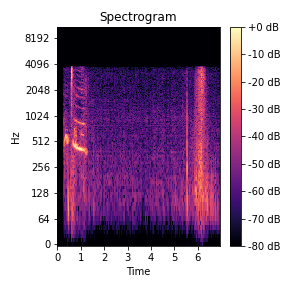 Spectrogram
+0 dB
8192
-10 dB
4096
2048
-20 dB
1024
-30 dB
Hz
512
-40 dB
256
-50 dB
128
-60 dB
64
-70 dB
0
-80 dB
0 1 2 3 4 5 6
Time